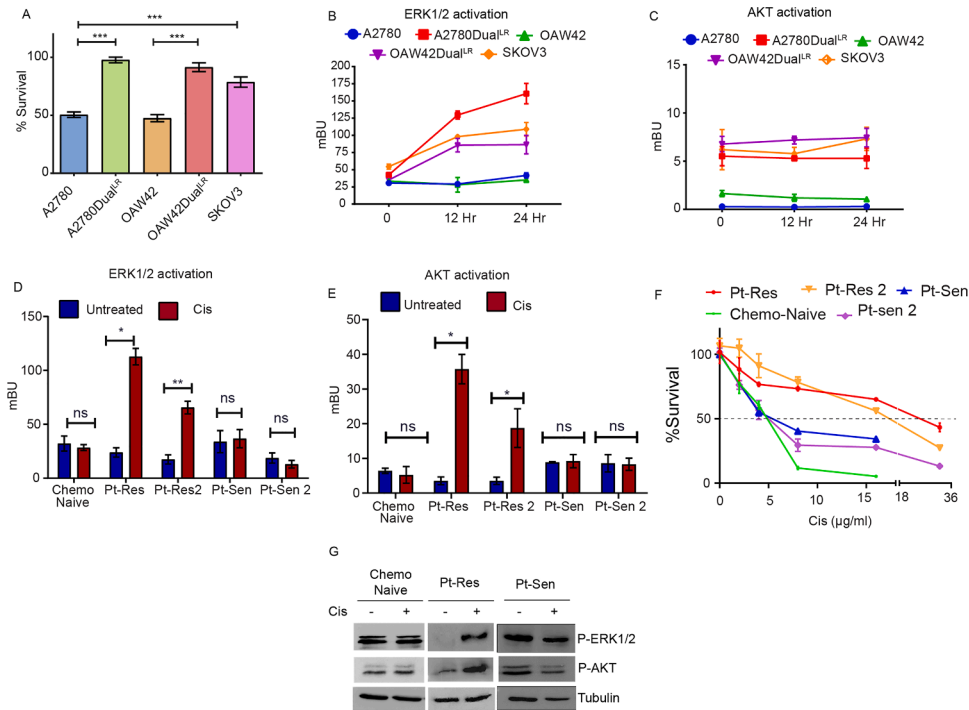 A
***
***
***
% Survival
100
50
0
A2780
A2780Dual^LR
OAW42
OAW42Dual^LR
SKOV3
B
ERK1/2 activation
A2780 A2780Dual^LR OAW42
OAW42Dual^LR SKOV3
mBU
200
175
150
125
100
75
50
25
0
0 12 Hr 24 Hr
C
AKT activation
A2780 A2780Dual^LR OAW42
OAW42Dual^LR SKOV3
mBU
15
10
5
0
0 12 Hr 24 Hr
D
ERK1/2 activation
Untreated Cis
mBU
150
100
50
0
ns * ** ns ns
Chemo Naive
Pt-Res
Pt-Res2
Pt-Sen
Pt-Sen 2
E
AKT activation
Untreated Cis
mBU
40
30
20
10
0
ns * * ns ns
Chemo Naive
Pt-Res
Pt-Res 2
Pt-Sen
Pt-Sen 2
F
Pt-Res Pt-Res 2 Pt-Sen
Chemo-Naive Pt-sen 2
%Survival
100
50
0
0 5 10 15 18 36
Cis (µg/ml)
G
Chemo Naive
Pt-Res
Pt-Sen
Cis - + - + - +
P-ERK1/2
P-AKT
Tubulin